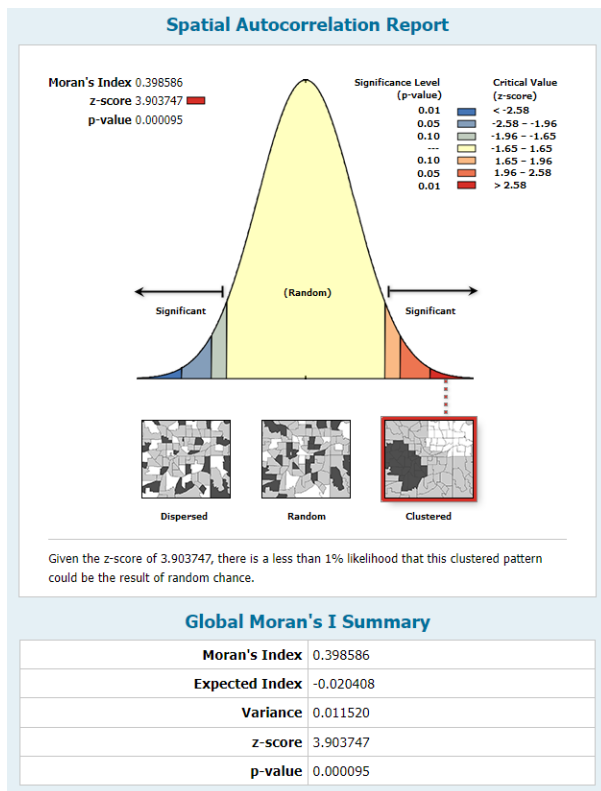 Spatial Autocorrelation Report
Moran's Index 0.398586
z-score 3.903747
p-value 0.000095
Significance Level Critical Value
(p-value) (z-score)
0.01 < -2.58
0.05 -2.58 – -1.96
0.10 -1.96 – -1.65
--- -1.65 – 1.65
0.10 1.65 – 1.96
0.05 1.96 – 2.58
0.01 > 2.58
(Random)
Significant Significant
Dispersed Random Clustered
Given the z-score of 3.903747, there is a less than 1% likelihood that this clustered pattern
could be the result of random chance.
Global Moran's I Summary
Moran's Index 0.398586
Expected Index -0.020408
Variance 0.011520
z-score 3.903747
p-value 0.000095